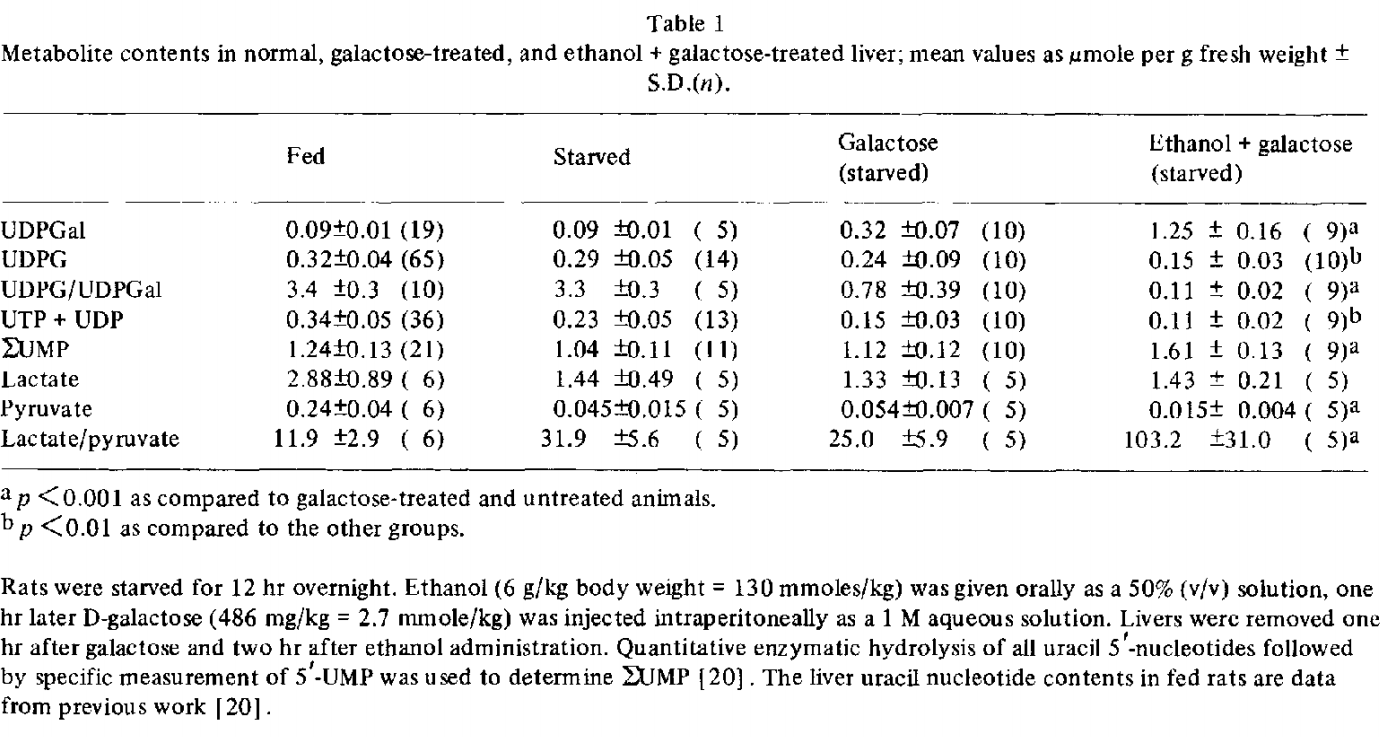 Table 1
Metabolite contents in normal, galactose-treated, and ethanol + galactose-treated liver; mean values as μmole per g fresh weight ±
S.D.(n).
Fed Starved Galactose (starved) Ethanol + galactose (starved)
UDPGal 0.09±0.01 (19) 0.09 ±0.01 ( 5) 0.32 ±0.07 (10) 1.25 ± 0.16 ( 9)a
UDPG 0.32±0.04 (65) 0.29 ±0.05 (14) 0.24 ±0.09 (10) 0.15 ± 0.03 (10)b
UDPG/UDPGal 3.4 ±0.3 (10) 3.3 ±0.3 ( 5) 0.78 ±0.39 (10) 0.11 ± 0.02 ( 9)a
UTP + UDP 0.34±0.05 (36) 0.23 ±0.05 (13) 0.15 ±0.03 (10) 0.11 ± 0.02 ( 9)b
ΣUMP 1.24±0.13 (21) 1.04 ±0.11 (11) 1.12 ±0.12 (10) 1.61 ± 0.13 ( 9)a
Lactate 2.88±0.89 ( 6) 1.44 ±0.49 ( 5) 1.33 ±0.13 ( 5) 1.43 ± 0.21 ( 5)
Pyruvate 0.24±0.04 ( 6) 0.045±0.015 ( 5) 0.054±0.007 ( 5) 0.015± 0.004 ( 5)a
Lactate/pyruvate 11.9 ±2.9 ( 6) 31.9 ±5.6 ( 5) 25.0 ±5.9 ( 5) 103.2 ±31.0 ( 5)a
a p <0.001 as compared to galactose-treated and untreated animals.
b p <0.01 as compared to the other groups.
Rats were starved for 12 hr overnight. Ethanol (6 g/kg body weight = 130 mmoles/kg) was given orally as a 50% (v/v) solution, one
hr later D-galactose (486 mg/kg = 2.7 mmole/kg) was injected intraperitoneally as a 1 M aqueous solution. Livers were removed one
hr after galactose and two hr after ethanol administration. Quantitative enzymatic hydrolysis of all uracil 5′-nucleotides followed
by specific measurement of 5′-UMP was used to determine ΣUMP [20]. The liver uracil nucleotide contents in fed rats are data
from previous work [20].